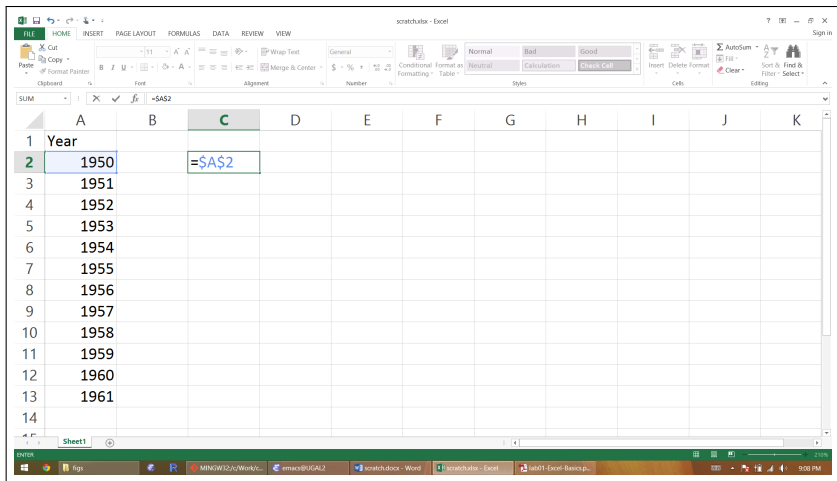 scratch.xlsx - Excel
Sign in
FILE HOME INSERT PAGE LAYOUT FORMULAS DATA REVIEW VIEW
Cut
Copy
Format Painter
Paste
Clipboard
11 A A
B I U A
Font
Wrap Text
Merge & Center
Alignment
General
$ % ,
Number
Conditional Formatting
Format as Table
Normal Bad Good
Neutral Calculation Check Cell
Styles
Insert Delete Format
Cells
AutoSum
Fill
Clear
Sort & Filter
Find & Select
Editing
SUM fx =$A$2
A B C D E F G H I J K
1 Year
2 1950 =$A$2
3 1951
4 1952
5 1953
6 1954
7 1955
8 1956
9 1957
10 1958
11 1959
12 1960
13 1961
14
Sheet1
ENTER 210%
figs R MINGW32:/c/Work/c... emacs@UGAL2 scratch.docx - Word scratch.xlsx - Excel lab01-Excel-Basics.p... 9:08 PM